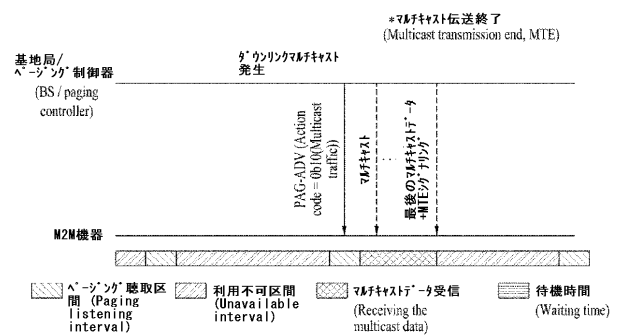 *マルチキャスト伝送終了
(Multicast transmission end, MTE)
ダウンリンクマルチキャスト
発生
基地局/
ページング制御器
(BS / paging
controller)
PAG-ADV (Action
code = 0b10(Multicast
traffic))
マルチキャスト
...
最後のマルチキャストデータ
+MTEシグナリング
M2M機器
ページング聴取区
間 (Paging
listening
interval)
利用不可区間
(Unavailable
interval)
マルチキャストデータ受信
(Receiving the
multicast data)
待機時間
(Waiting time)